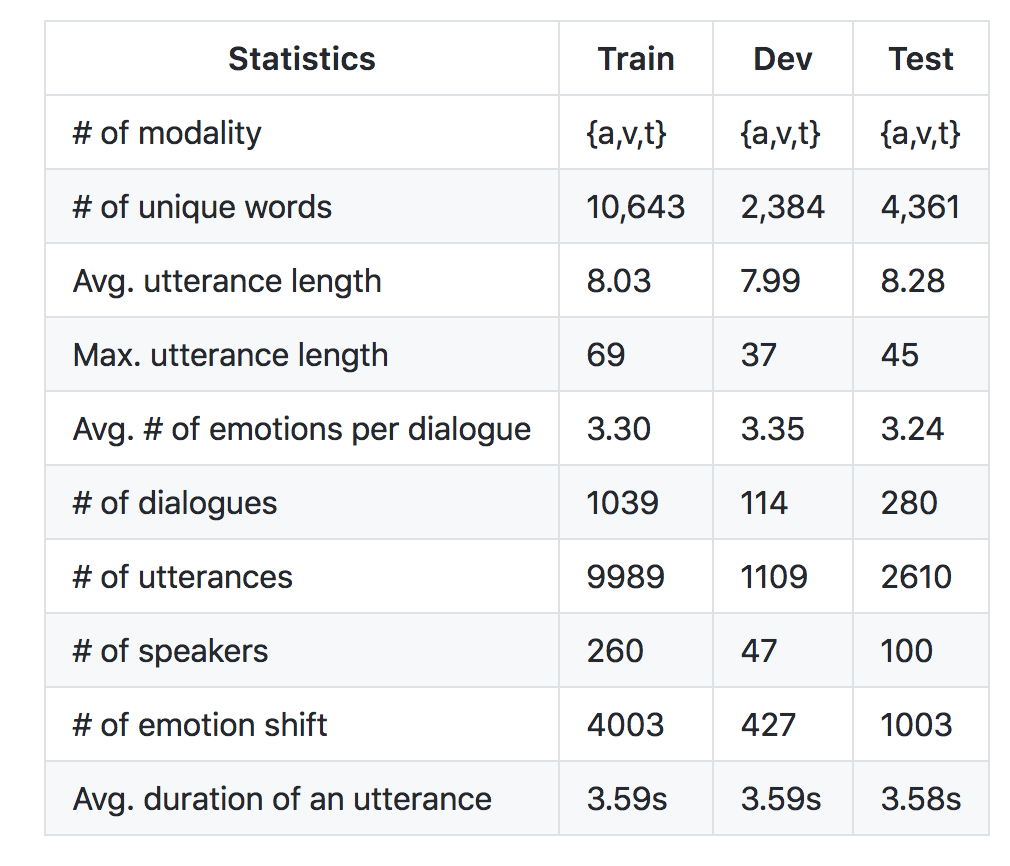 Statistics Train Dev Test
# of modality {a,v,t} {a,v,t} {a,v,t}
# of unique words 10,643 2,384 4,361
Avg. utterance length 8.03 7.99 8.28
Max. utterance length 69 37 45
Avg. # of emotions per dialogue 3.30 3.35 3.24
# of dialogues 1039 114 280
# of utterances 9989 1109 2610
# of speakers 260 47 100
# of emotion shift 4003 427 1003
Avg. duration of an utterance 3.59s 3.59s 3.58s